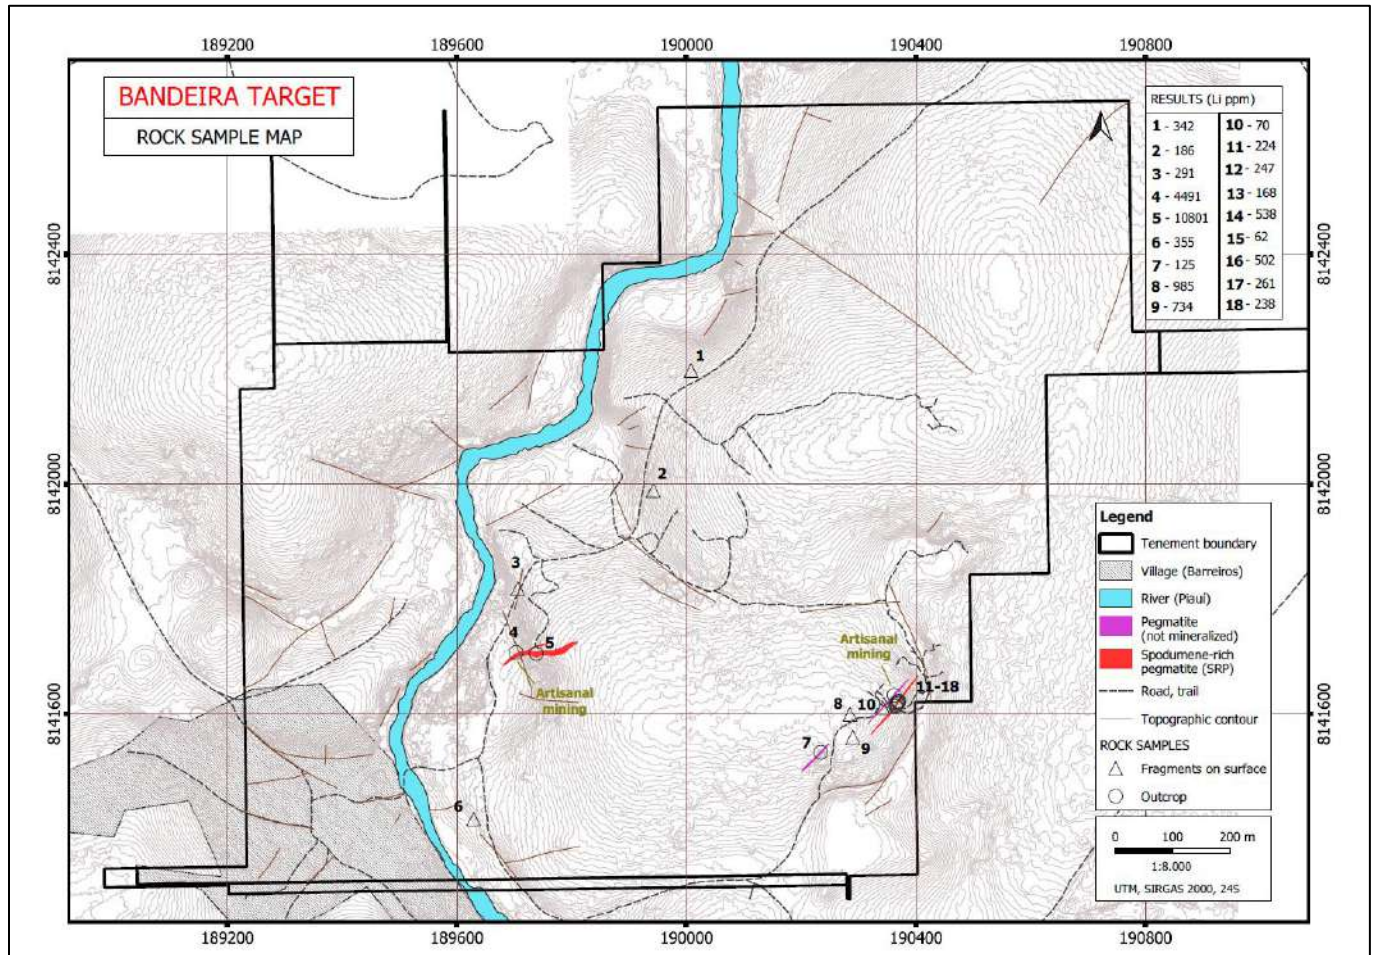 189200 189600 190000 190400 190800
BANDEIRA TARGET
ROCK SAMPLE MAP
RESULTS (Li ppm)
1 - 342 10 - 70
2 - 186 11 - 224
3 - 291 12 - 247
4 - 4491 13 - 168
5 - 10801 14 - 538
6 - 355 15 - 62
7 - 125 16 - 502
8 - 985 17 - 261
9 - 734 18 - 238
8142400 8142400
1
2
8142000 8142000
3
4 5
Artisanal
mining
Artisanal
mining
11-18
10
8
9
7
8141600 8141600
6
Legend
Tenement boundary
Village (Barreiros)
River (Piauí)
Pegmatite
(not mineralized)
Spodumene-rich
pegmatite (SRP)
Road, trail
Topographic contour
ROCK SAMPLES
Fragments on surface
Outcrop
0 100 200 m
1:8.000
UTM, SIRGAS 2000, 24S
189200 189600 190000 190400 190800